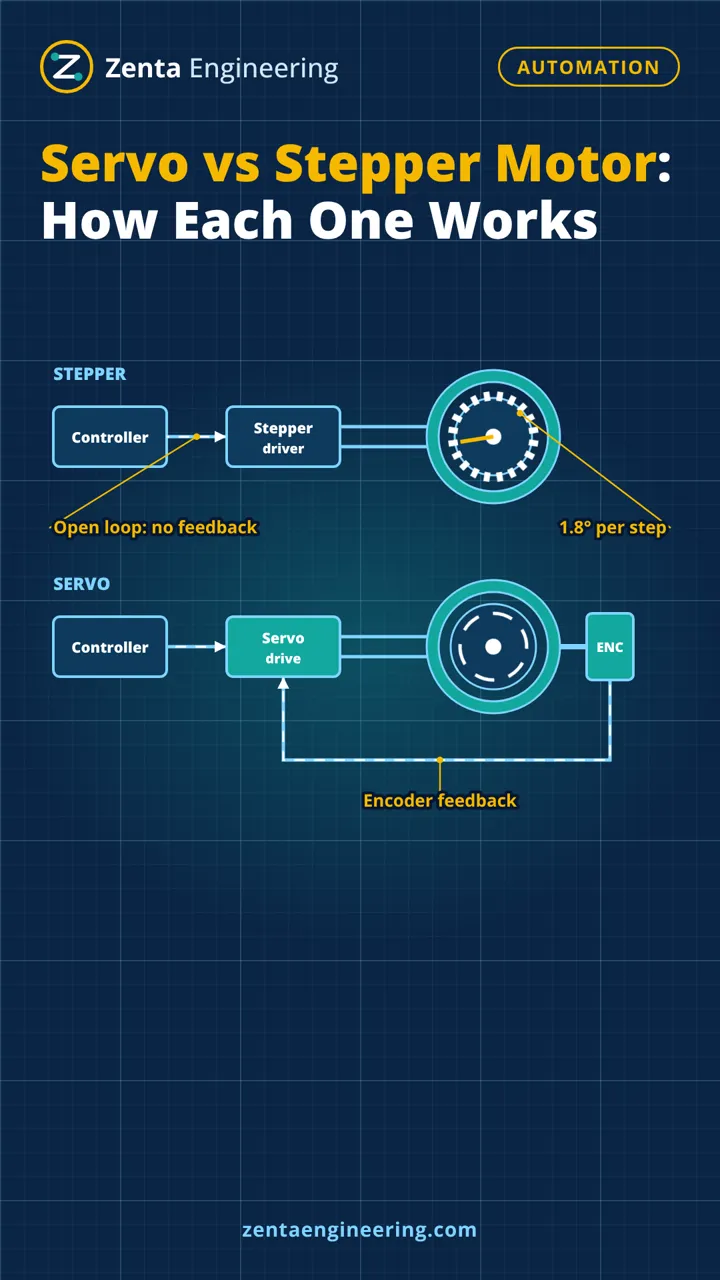 Zenta Engineering
AUTOMATION
Servo vs Stepper Motor:
How Each One Works
STEPPER
Controller
Stepper
driver
Open loop: no feedback
1.8° per step
SERVO
Controller
Servo
drive
ENC
Encoder feedback
zentaengineering.com